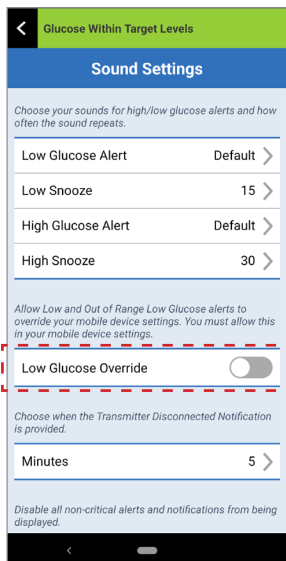 Glucose Within Target Levels
Sound Settings
Choose your sounds for high/low glucose alerts and how
often the sound repeats.
Low Glucose Alert Default
Low Snooze 15
High Glucose Alert Default
High Snooze 30
Allow Low and Out of Range Low Glucose alerts to
override your mobile device settings. You must allow this
in your mobile device settings.
Low Glucose Override
Choose when the Transmitter Disconnected Notification
is provided.
Minutes 5
Disable all non-critical alerts and notifications from being
displayed.